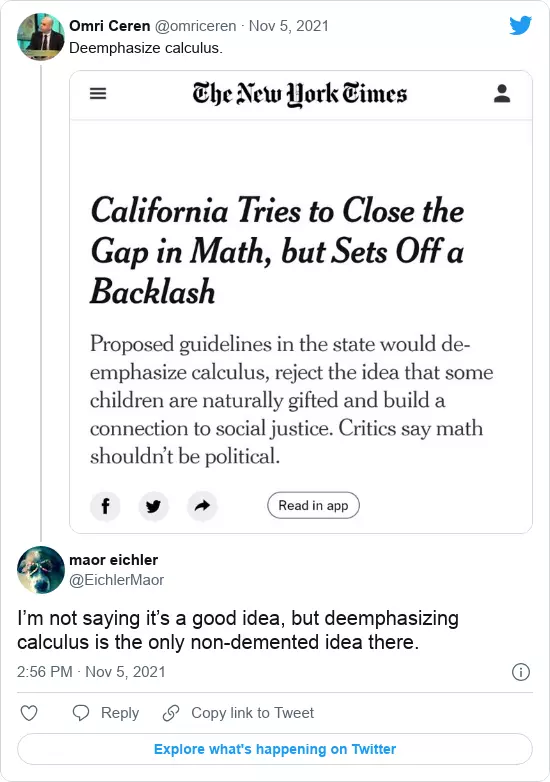 Omri Ceren @omriceren · Nov 5, 2021
Deemphasize calculus.
The New York Times
California Tries to Close the
Gap in Math, but Sets Off a
Backlash
Proposed guidelines in the state would de-
emphasize calculus, reject the idea that some
children are naturally gifted and build a
connection to social justice. Critics say math
shouldn’t be political.
Read in app
maor eichler
@EichlerMaor
I’m not saying it’s a good idea, but deemphasizing
calculus is the only non-demented idea there.
2:56 PM · Nov 5, 2021
Reply Copy link to Tweet
Explore what's happening on Twitter